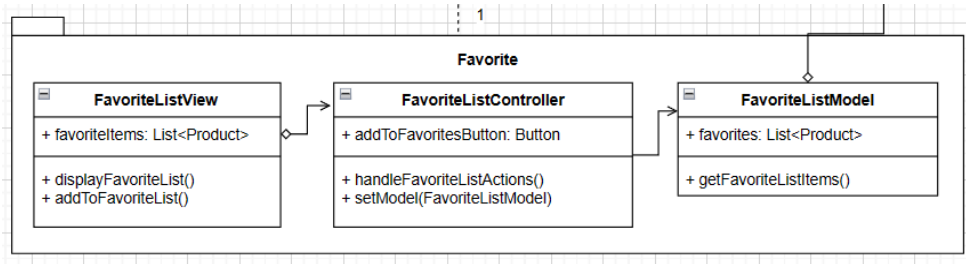 1
Favorite
FavoriteListView
+ favoriteItems: List<Product>
+ displayFavoriteList()
+ addToFavoriteList()
FavoriteListController
+ addToFavoritesButton: Button
+ handleFavoriteListActions()
+ setModel(FavoriteListModel)
FavoriteListModel
+ favorites: List<Product>
+ getFavoriteListItems()